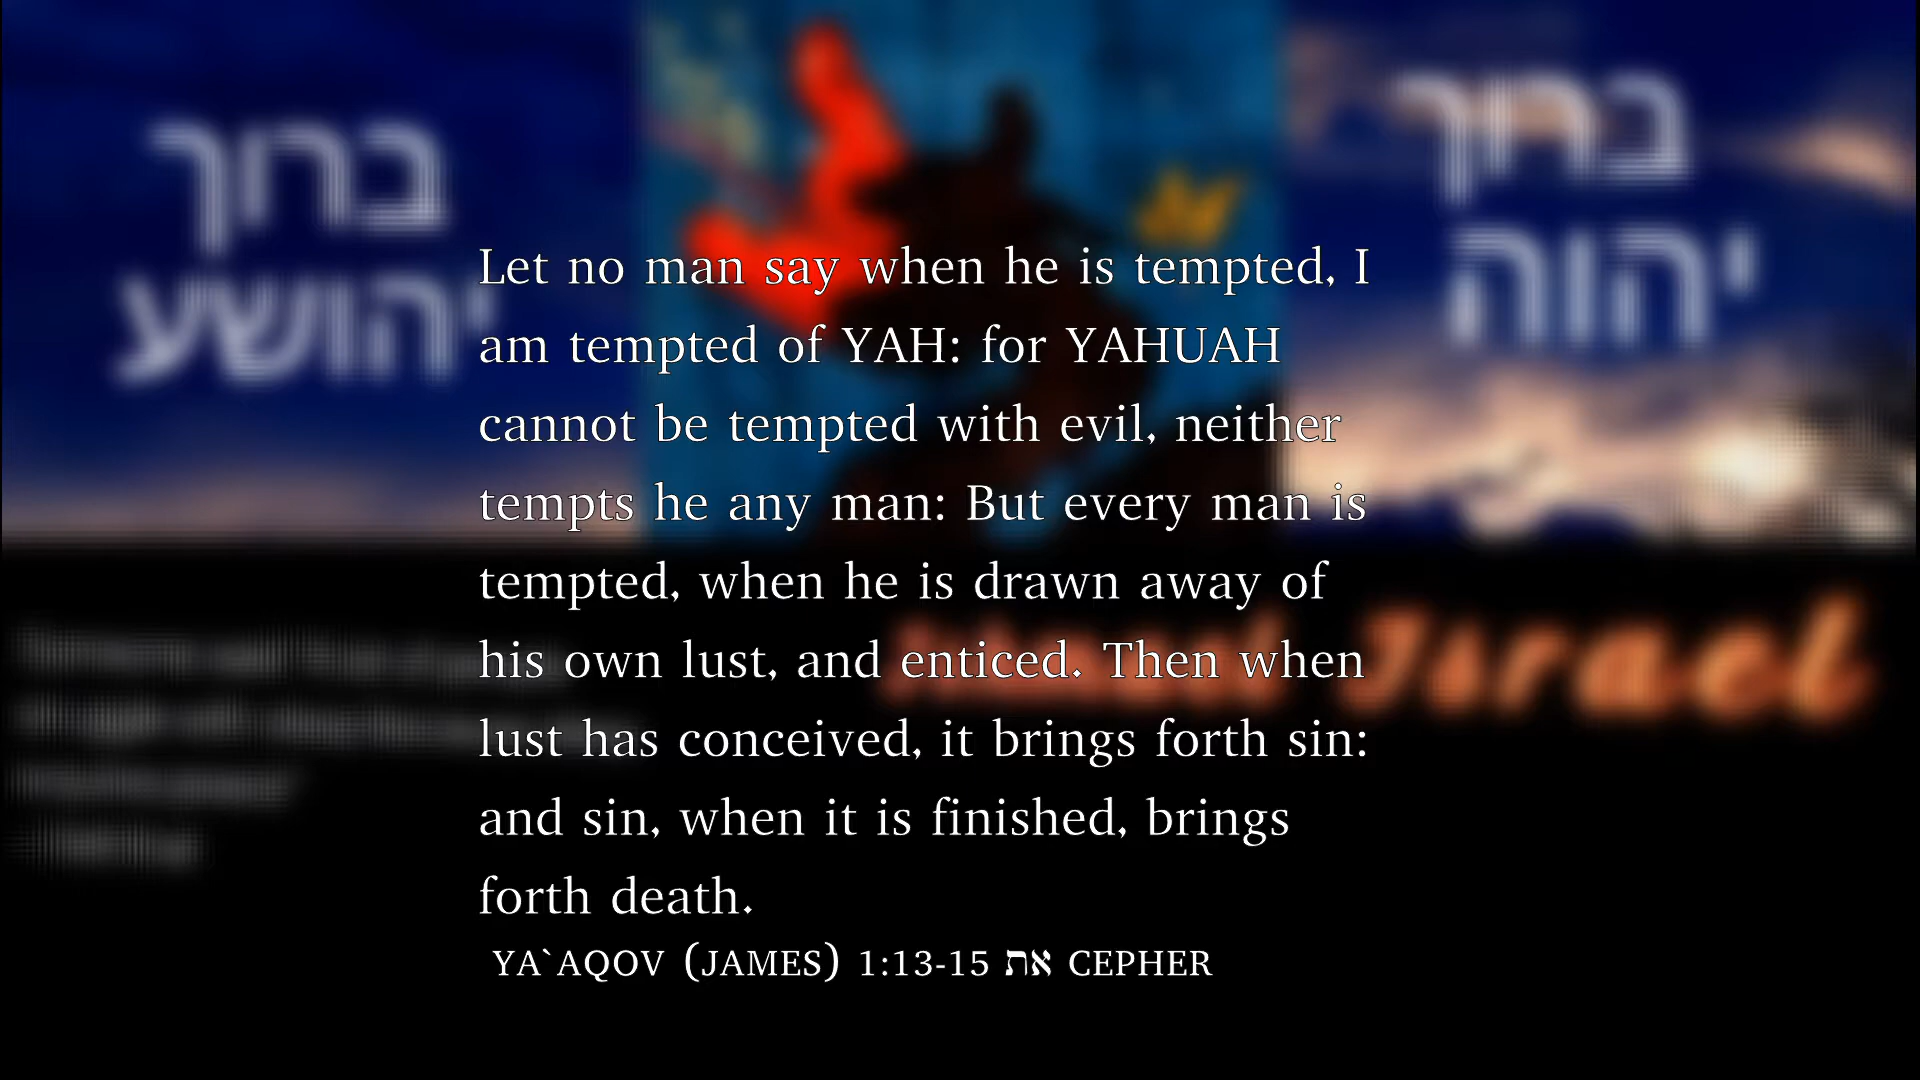 ברוך
יהושע
ברוך
יהוה
Let no man say when he is tempted, I
am tempted of YAH: for YAHUAH
cannot be tempted with evil, neither
tempts he any man: But every man is
tempted, when he is drawn away of
his own lust, and enticed. Then when
lust has conceived, it brings forth sin:
and sin, when it is finished, brings
forth death.
YA`AQOV (JAMES) 1:13-15 את CEPHER
Israel